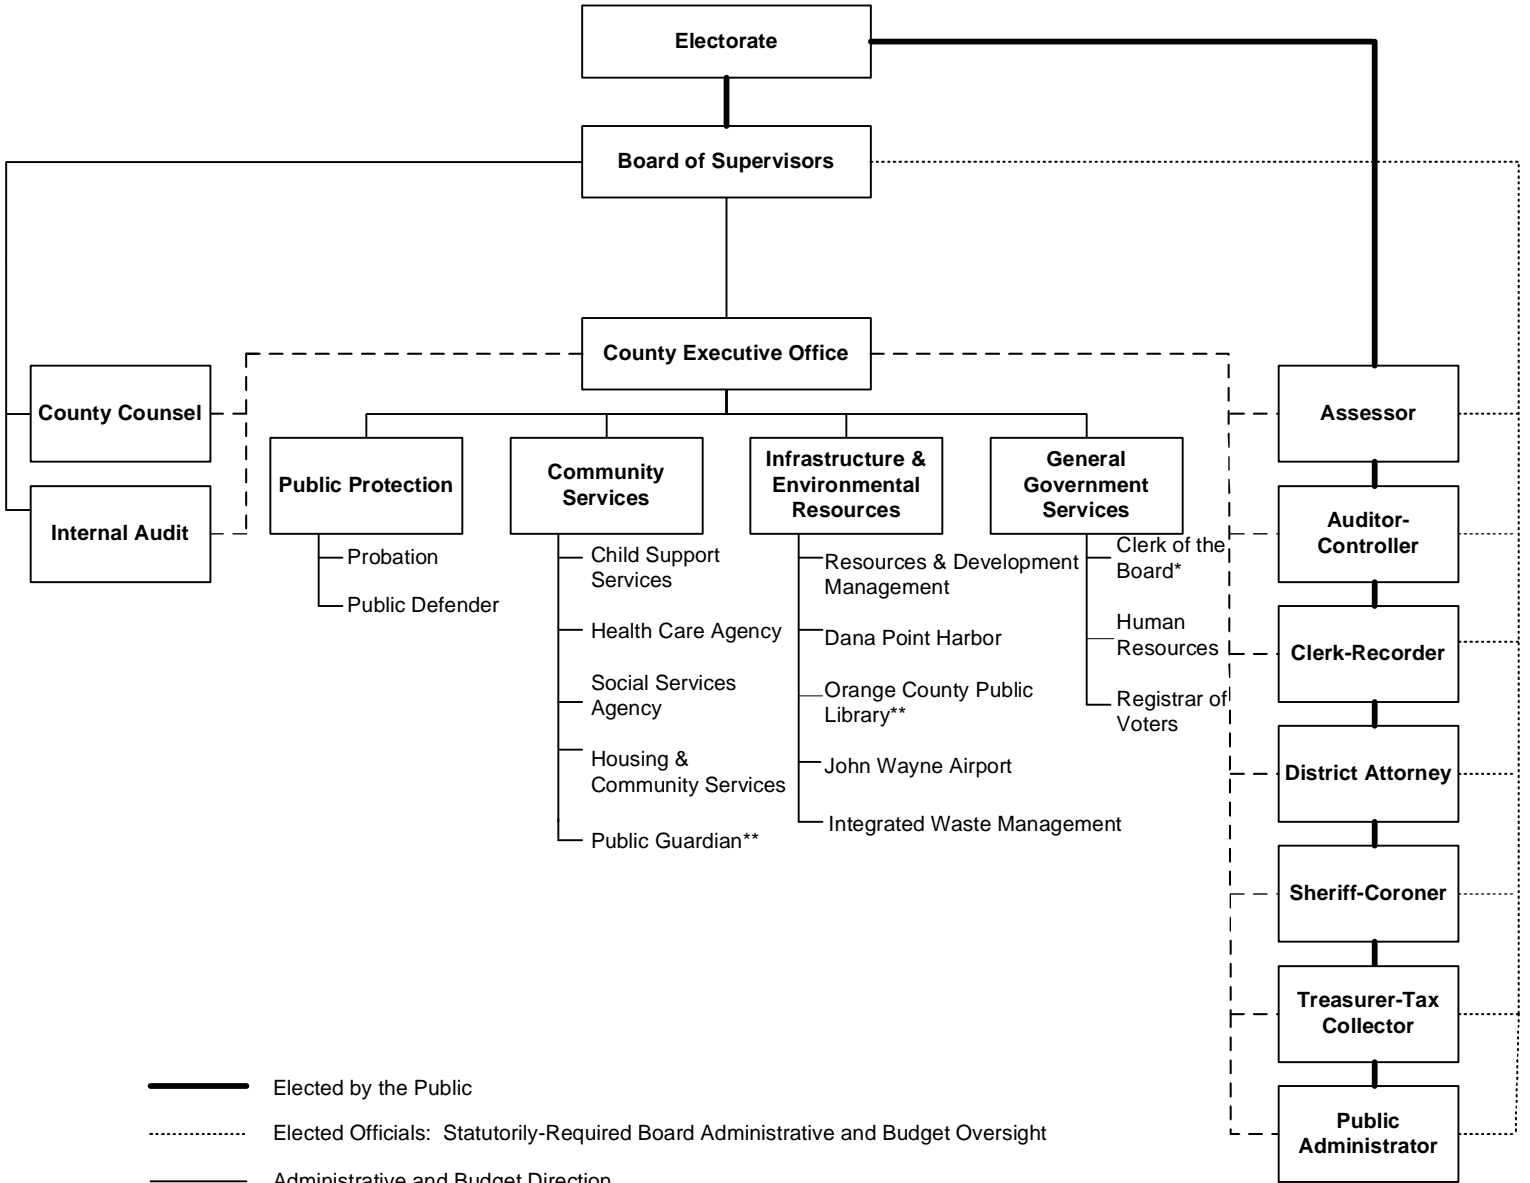 Electorate
Board of Supervisors
County Executive Office
County Counsel
Internal Audit
Public Protection
Probation
Public Defender
Community
Services
Child Support
Services
Health Care Agency
Social Services
Agency
Housing &
Community Services
Public Guardian**
Infrastructure &
Environmental
Resources
Resources & Development
Management
Dana Point Harbor
Orange County Public
Library**
John Wayne Airport
Integrated Waste Management
General
Government
Services
Clerk of the
Board*
Human
Resources
Registrar of
Voters
Assessor
Auditor-
Controller
Clerk-Recorder
District Attorney
Sheriff-Coroner
Treasurer-Tax
Collector
Public
Administrator
Elected by the Public
Elected Officials: Statutorily-Required Board Administrative and Budget Oversight
Administrative and Budget Direction